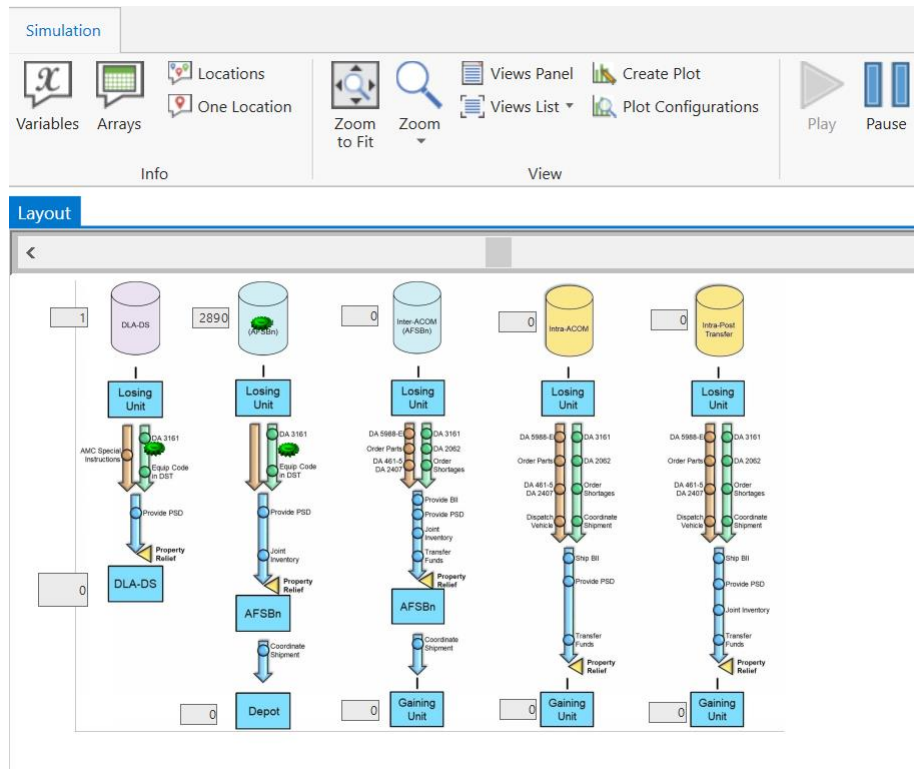 Simulation
Variables
Arrays
Locations
One Location
Info
Zoom
to Fit
Zoom
Views Panel
Views List
Create Plot
Plot Configurations
View
Play
Pause
Layout
1
DLA-DS
2890
(AFSBn)
0
Inter-ACOM
(AFSBn)
0
Intra-ACOM
0
Intra-Post
Transfer
Losing
Unit
AMC Special
Instructions
DA 3161
Equip Code
in DST
Provide PSD
Property
Relief
0
DLA-DS
Losing
Unit
DA 3161
Equip Code
in DST
Provide PSD
Joint
Inventory
Property
Relief
AFSBn
Coordinate
Shipment
0
Depot
Losing
Unit
DA 5988-E
Order Parts
DA 461-5
DA 2407
DA 3161
DA 2062
Order
Shortages
Provide BII
Provide PSD
Joint
Inventory
Transfer
Funds
Property
Relief
AFSBn
Coordinate
Shipment
0
Gaining
Unit
Losing
Unit
DA 5988-E
Order Parts
DA 461-5
DA 2407
Dispatch
Vehicle
DA 3161
DA 2062
Order
Shortages
Coordinate
Shipment
Ship BII
Provide PSD
Transfer
Funds
Property
Relief
0
Gaining
Unit
Losing
Unit
DA 5988-E
Order Parts
DA 461-5
DA 2407
Dispatch
Vehicle
DA 3161
DA 2062
Order
Shortages
Coordinate
Shipment
Ship BII
Provide PSD
Joint Inventory
Transfer
Funds
Property
Relief
0
Gaining
Unit